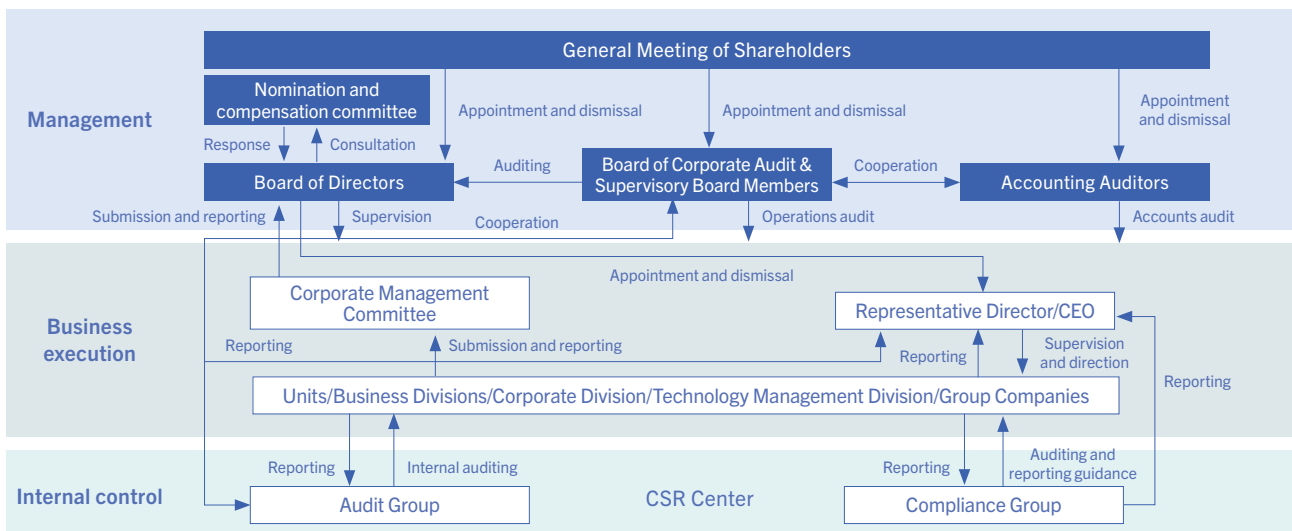 General Meeting of Shareholders
Nomination and
compensation committee
Management
Appointment and dismissal
Appointment and dismissal
Appointment
and dismissal
Response
Consultation
Board of Directors
Auditing
Board of Corporate Audit &
Supervisory Board Members
Cooperation
Accounting Auditors
Submission and reporting
Supervision
Cooperation
Operations audit
Accounts audit
Appointment and dismissal
Corporate Management
Committee
Representative Director/CEO
Business
execution
Reporting
Submission and reporting
Reporting
Supervision
and direction
Reporting
Units/Business Divisions/Corporate Division/Technology Management Division/Group Companies
Reporting
Internal auditing
Reporting
Auditing and
reporting guidance
Internal control
Audit Group
CSR Center
Compliance Group